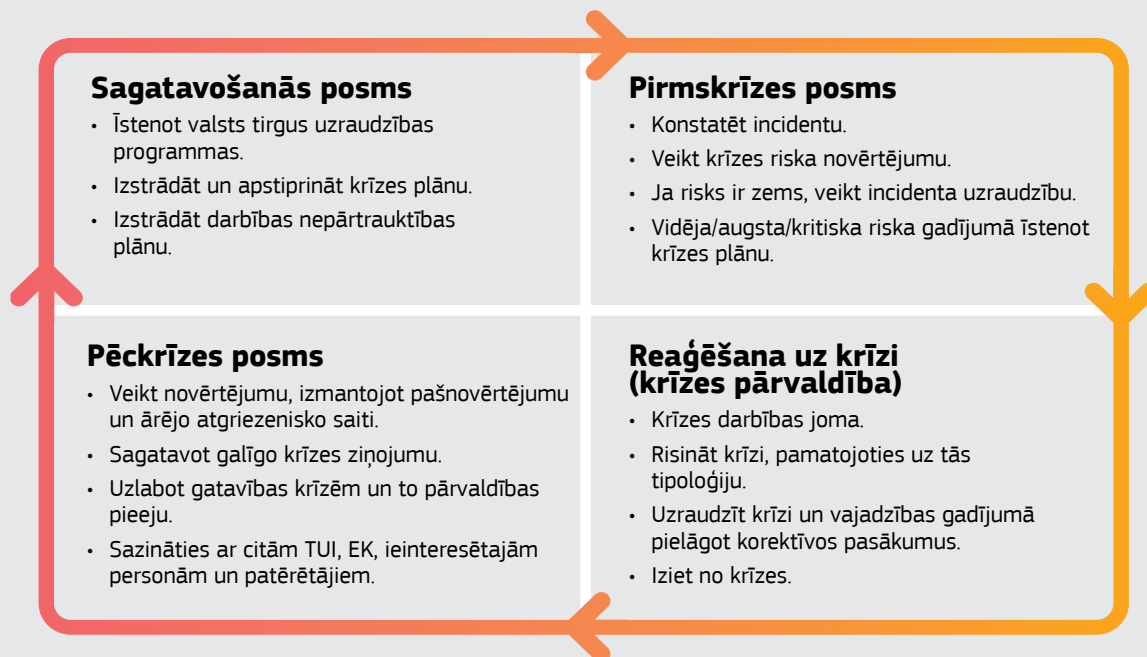 Sagatavošanās posms
• Īstenot valsts tirgus uzraudzības
programmas.
• Izstrādāt un apstiprināt krīzes plānu.
• Izstrādāt darbības nepārtrauktības
plānu.
Pirmskrīzes posms
• Konstatēt incidentu.
• Veikt krīzes riska novērtējumu.
• Ja risks ir zems, veikt incidenta uzraudzību.
• Vidēja/augsta/kritiska riska gadījumā īstenot
krīzes plānu.
Pēckrīzes posms
• Veikt novērtējumu, izmantojot pašnovērtējumu
un ārējo atgriezenisko saiti.
• Sagatavot galīgo krīzes ziņojumu.
• Uzlabot gatavības krīzēm un to pārvaldības
pieeju.
• Sazināties ar citām TUI, EK, ieinteresētajām
personām un patērētājiem.
Reaģēšana uz krīzi
(krīzes pārvaldība)
• Krīzes darbības joma.
• Risināt krīzi, pamatojoties uz tās
tipoloģiju.
• Uzraudzīt krīzi un vajadzības gadījumā
pielāgot korektīvos pasākumus.
• Iziet no krīzes.